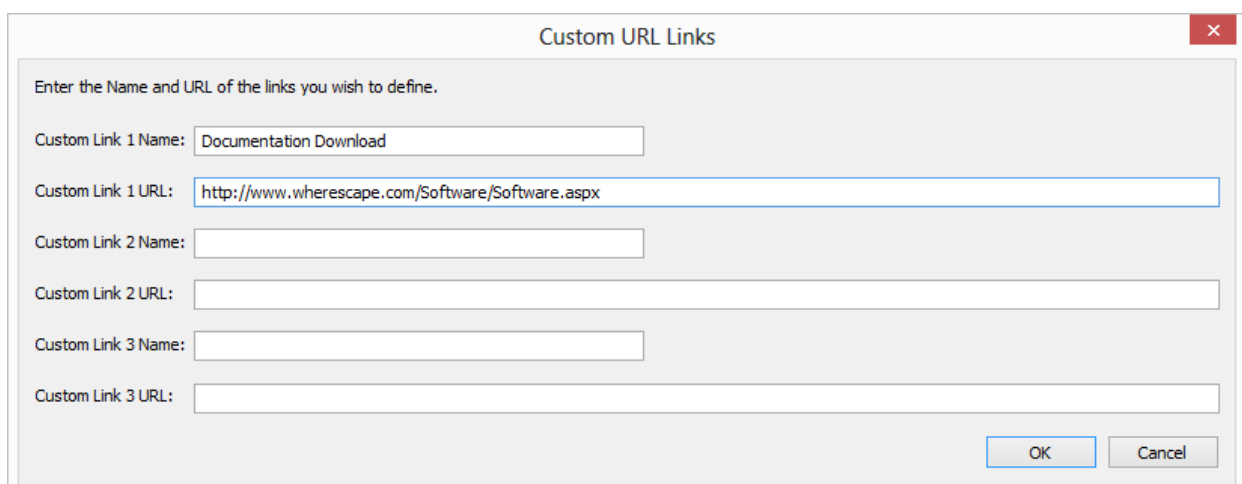 Custom URL Links
Enter the Name and URL of the links you wish to define.
Custom Link 1 Name: Documentation Download
Custom Link 1 URL: http://www.wherescape.com/Software/Software.aspx
Custom Link 2 Name:
Custom Link 2 URL:
Custom Link 3 Name:
Custom Link 3 URL:
OK Cancel